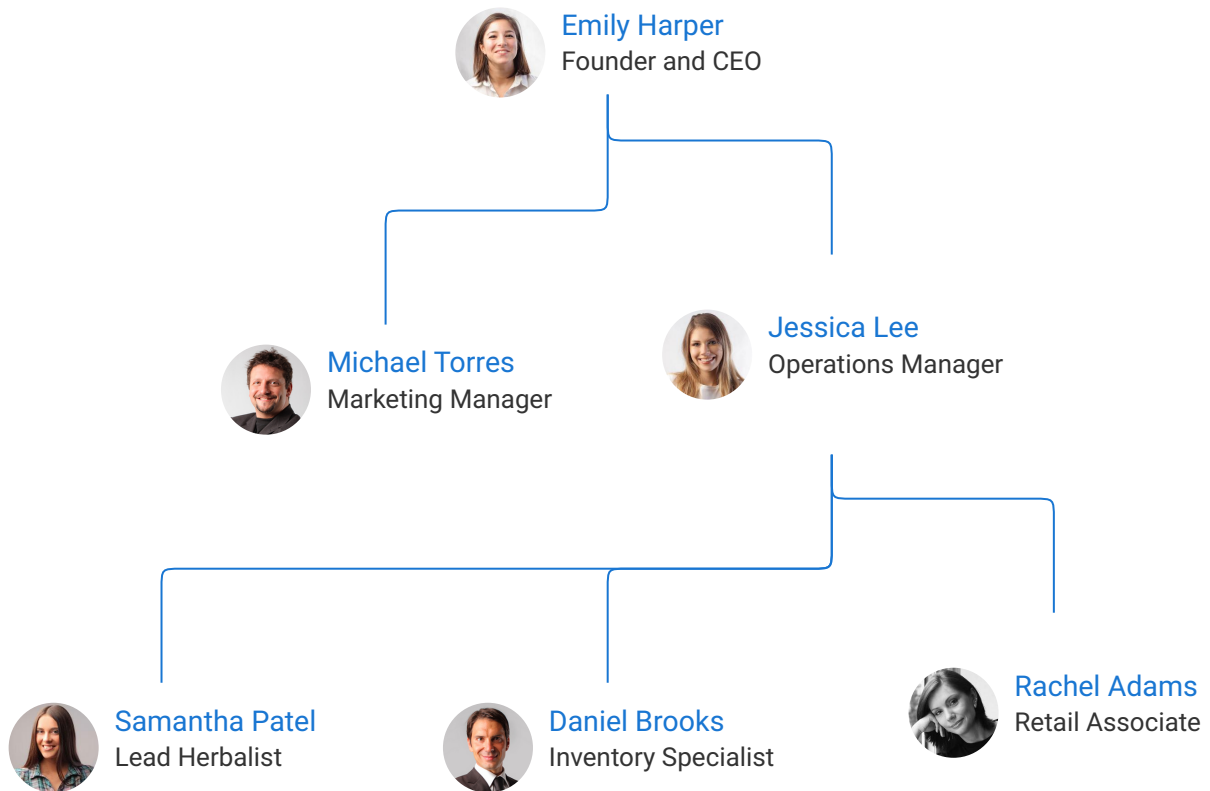 Emily Harper
Founder and CEO
Jessica Lee
Operations Manager
Michael Torres
Marketing Manager
Rachel Adams
Retail Associate
Samantha Patel
Lead Herbalist
Daniel Brooks
Inventory Specialist